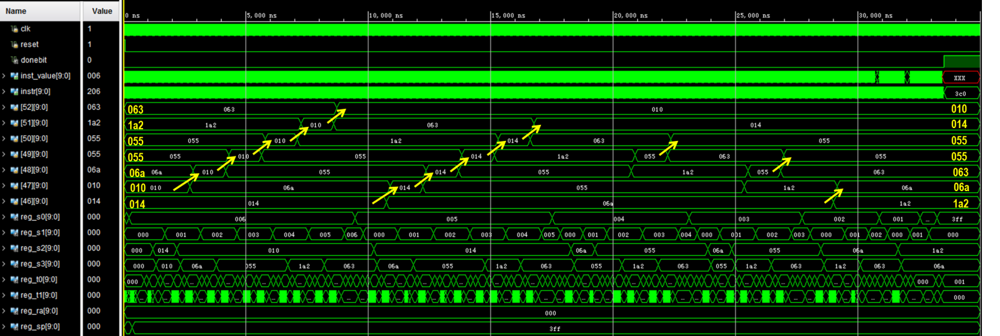 Name Value 0 ns 5,000 ns 10,000 ns 15,000 ns 20,000 ns 25,000 ns 30,000 ns
clk 1
reset 1
donebit 0
inst_value[9:0] 006 XXX
instr[9:0] 206 3c0
[52][9:0] 063 063 063 010 010
[51][9:0] 1a2 1a2 1a2 010 063 014 014
[50][9:0] 055 055 055 010 1a2 014 063 055 055
[49][9:0] 055 055 055 010 055 014 1a2 055 063 055 055
[48][9:0] 06a 06a 06a 010 055 014 055 1a2 055 063 063
[47][9:0] 010 010 010 06a 014 055 1a2 06a 06a
[46][9:0] 014 014 014 06a 1a2 1a2
reg_s0[9:0] 000 006 005 004 003 002 001 ... 3ff
reg_s1[9:0] 000 000 001 002 003 004 005 006 000 001 002 003 004 005 000 001 002 003 004 000 001 002 003 000 001 002 000 001 000
reg_s2[9:0] 000 000 014 010 014 06a 055 06a 055 06a 1a2
reg_s3[9:0] 000 000 010 06a 055 1a2 063 06a 055 1a2 063 055 1a2 063 055 1a2 063 1a2 063 06a
reg_t0[9:0] 000 000 000 001
reg_t1[9:0] 000 000
reg_ra[9:0] 000 000
reg_sp[9:0] 000 3ff